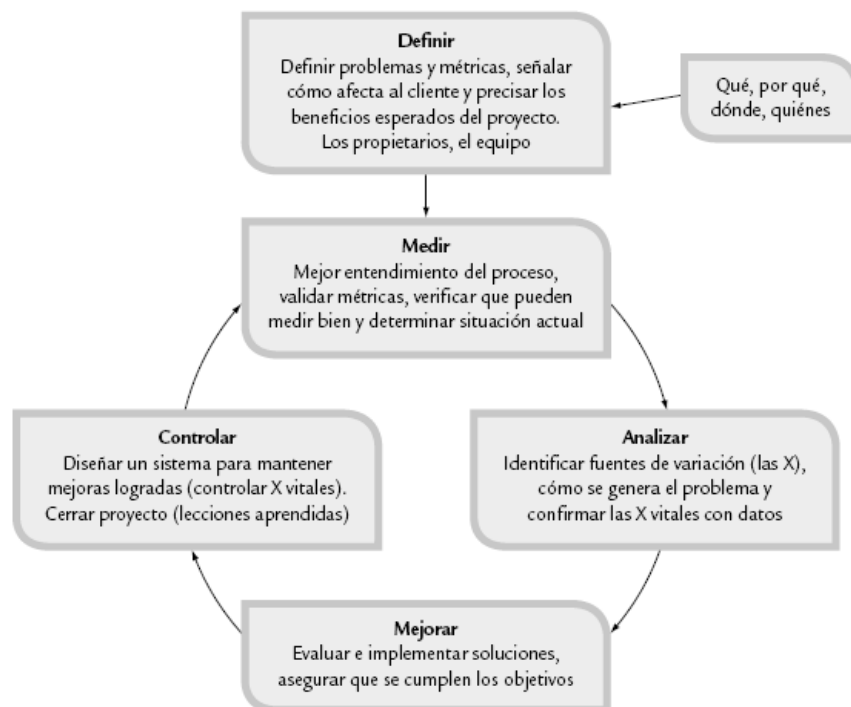 Definir
Definir problemas y métricas, señalar
cómo afecta al cliente y precisar los
beneficios esperados del proyecto.
Los propietarios, el equipo
Qué, por qué,
dónde, quiénes
Medir
Mejor entendimiento del proceso,
validar métricas, verificar que pueden
medir bien y determinar situación actual
Controlar
Diseñar un sistema para mantener
mejoras logradas (controlar X vitales).
Cerrar proyecto (lecciones aprendidas)
Analizar
Identificar fuentes de variación (las X),
cómo se genera el problema y
confirmar las X vitales con datos
Mejorar
Evaluar e implementar soluciones,
asegurar que se cumplen los objetivos